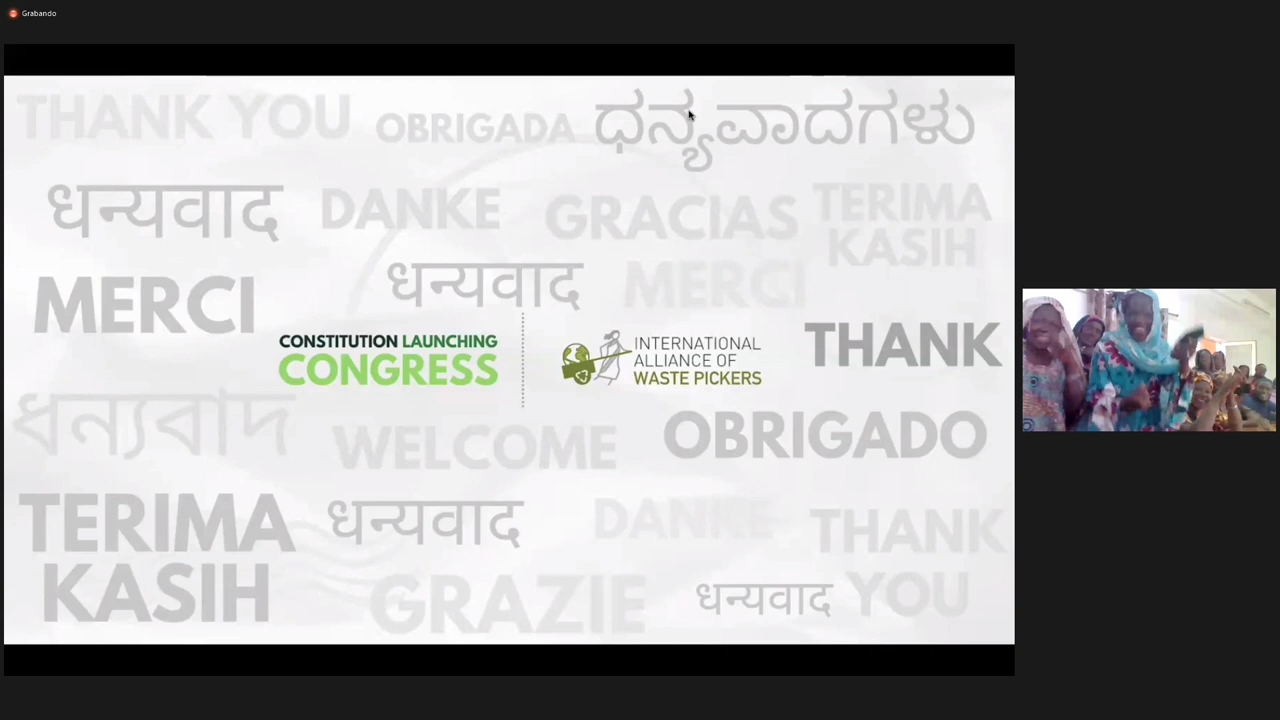 Grabando
THANK YOU
OBRIGADA
ಧನ್ಯವಾದಗಳು
धन्यवाद
DANKE
GRACIAS
TERIMA
KASIH
MERCI
धन्यवाद
MERCI
CONSTITUTION LAUNCHING
CONGRESS
INTERNATIONAL
ALLIANCE OF
WASTE PICKERS
THANK
ধন্যবাদ
WELCOME
OBRIGADO
TERIMA
KASIH
धन्यवाद
DANKE
THANK
YOU
GRAZIE
धन्यवाद